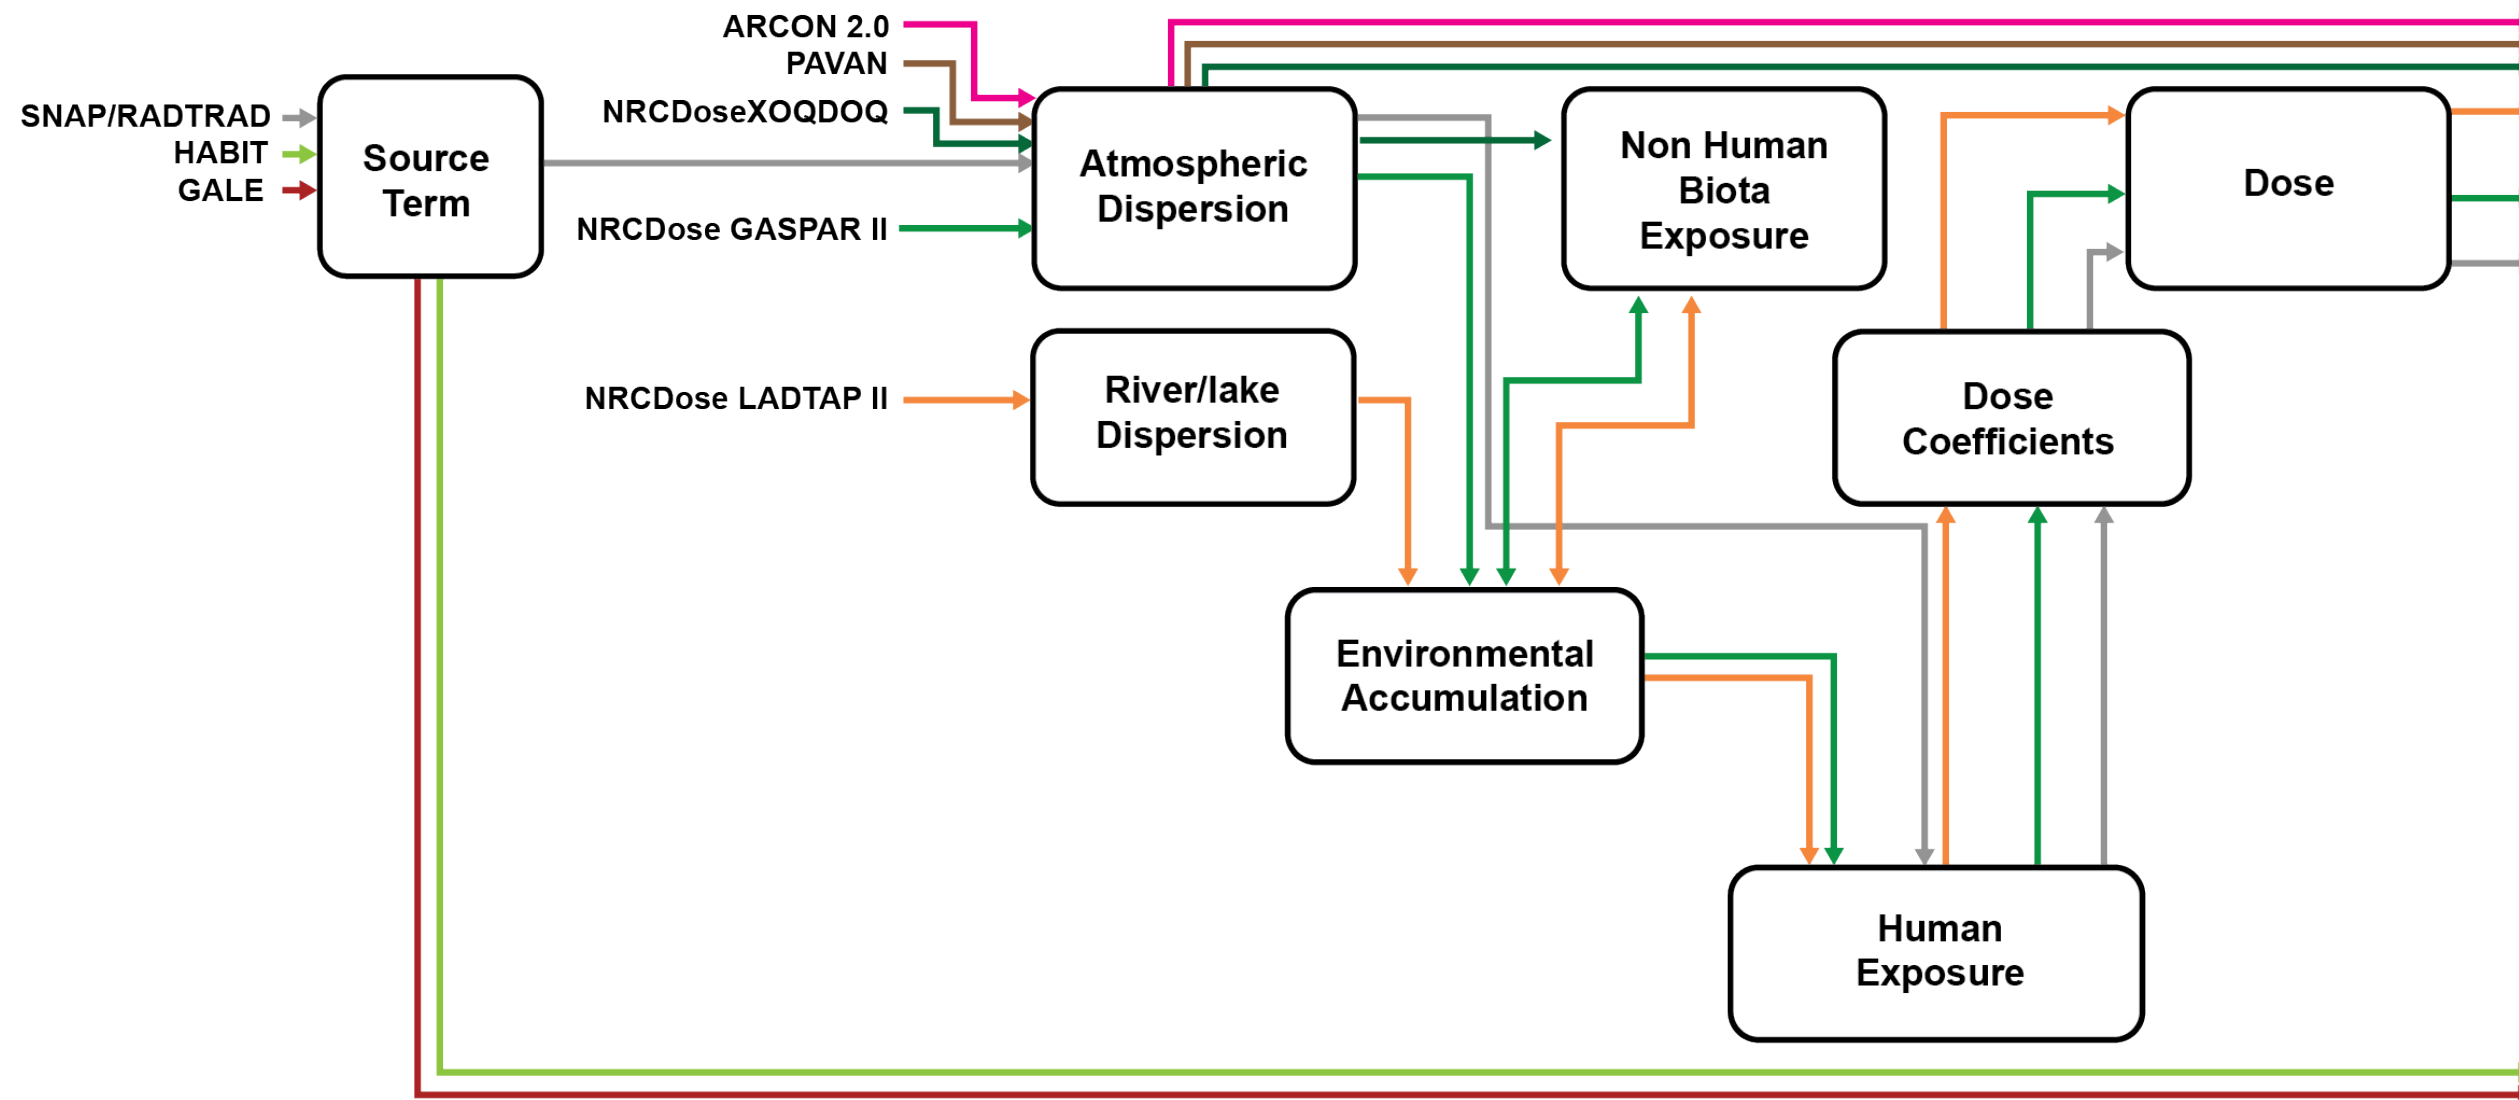 ARCON 2.0
PAVAN
SNAP/RADTRAD
HABIT
GALE
Source
Term
NRCDoseXOQDOQ
NRCDose GASPAR II
Atmospheric
Dispersion
Non Human
Biota
Exposure
Dose
NRCDose LADTAP II
River/lake
Dispersion
Dose
Coefficients
Environmental
Accumulation
Human
Exposure